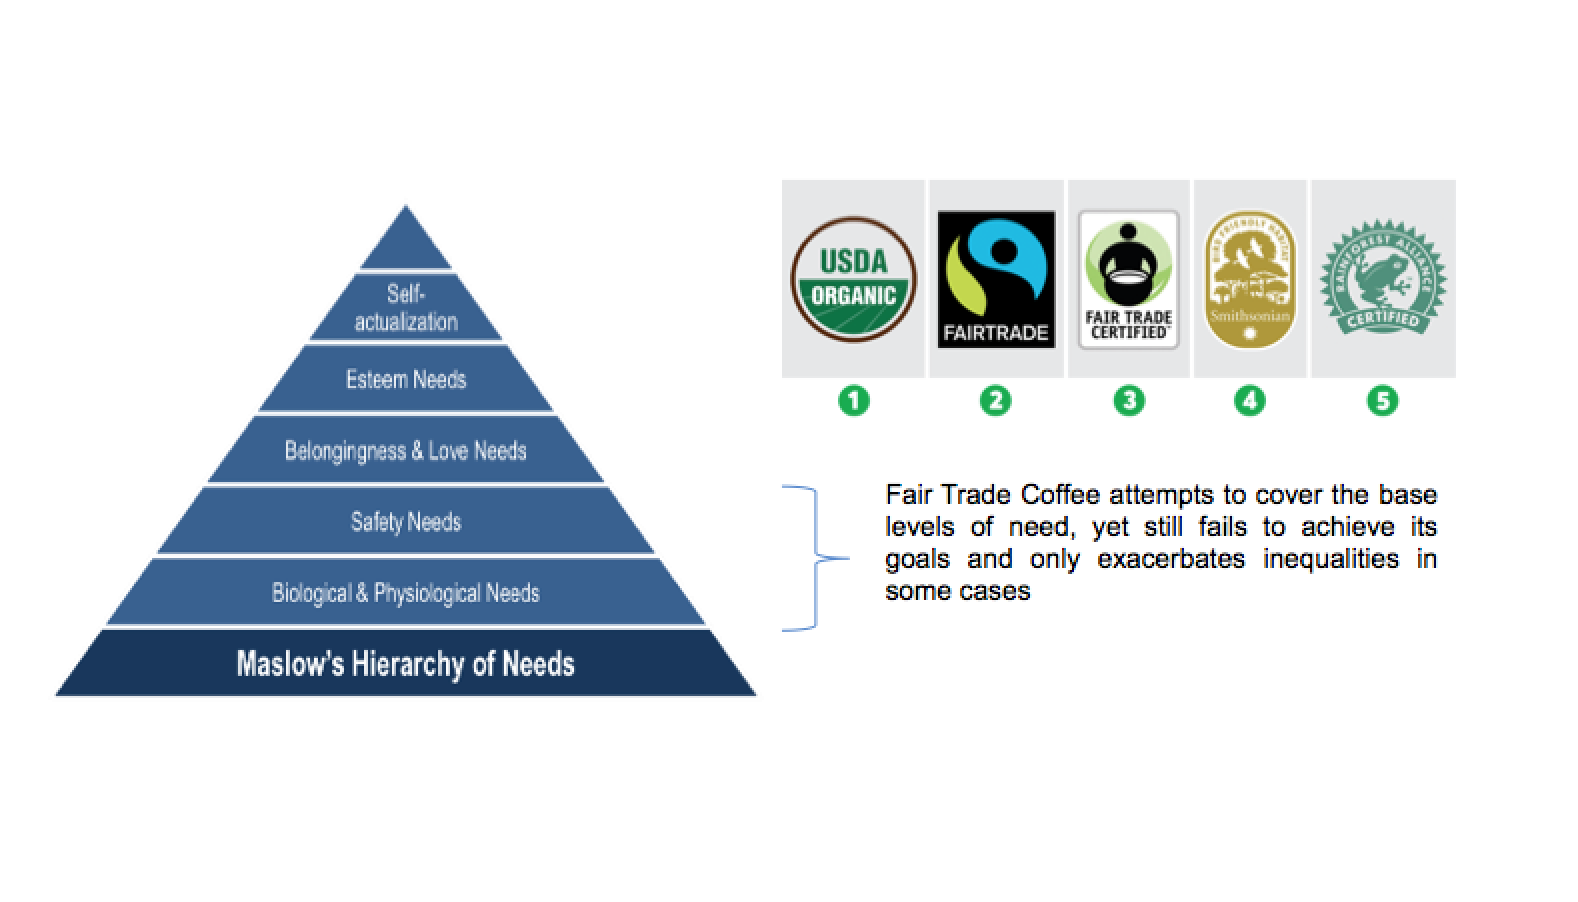 Self-
actualization
Esteem Needs
Belongingness & Love Needs
Safety Needs
Biological & Physiological Needs
Maslow's Hierarchy of Needs
USDA
ORGANIC
FAIRTRADE
FAIR TRADE
CERTIFIED™
BIRD FRIENDLY HABITAT
Smithsonian
RAINFOREST ALLIANCE
CERTIFIED
1
2
3
4
5
Fair Trade Coffee attempts to cover the base
levels of need, yet still fails to achieve its
goals and only exacerbates inequalities in
some cases